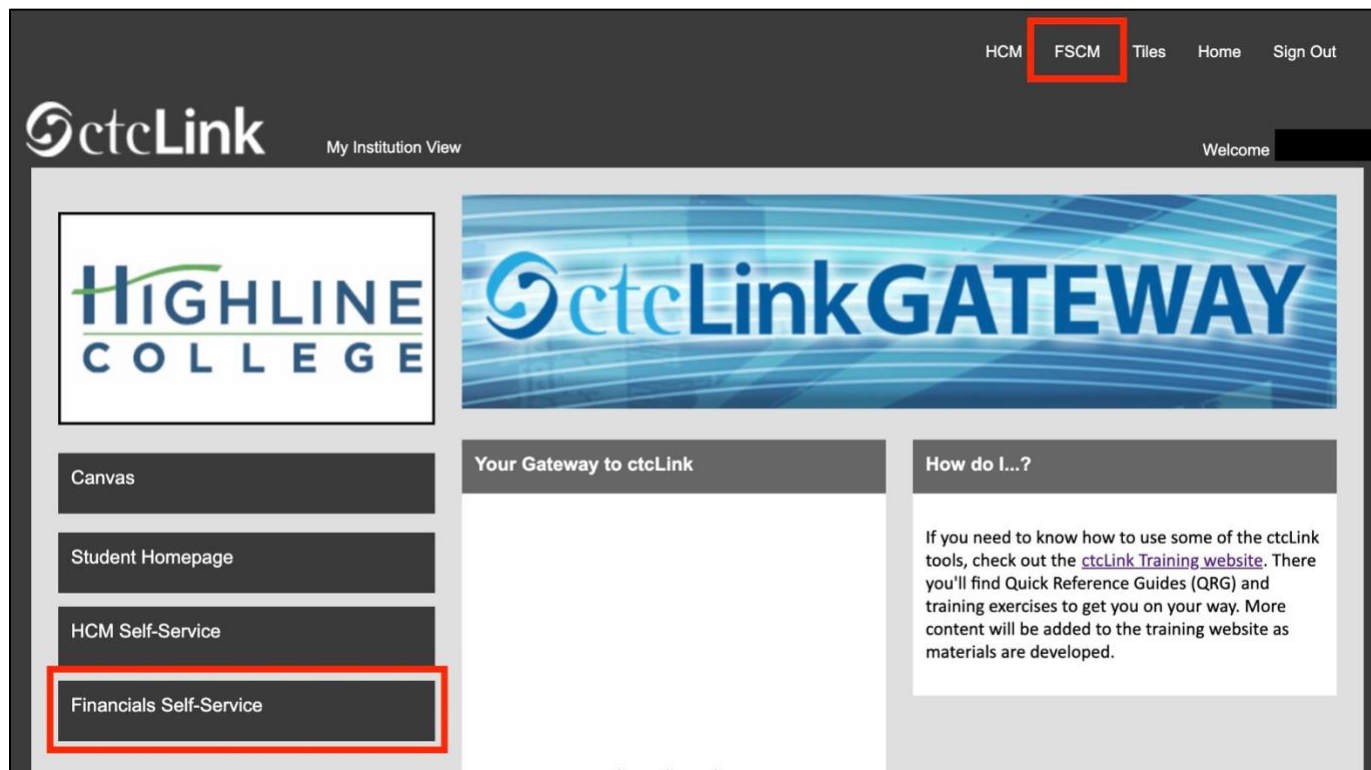 HCM FSCM Tiles Home Sign Out
ctcLink
My Institution View
Welcome
HIGHLINE
COLLEGE
ctcLink GATEWAY
Canvas
Student Homepage
HCM Self-Service
Financials Self-Service
Your Gateway to ctcLink
How do I...?
If you need to know how to use some of the ctcLink
tools, check out the ctcLink Training website. There
you'll find Quick Reference Guides (QRG) and
training exercises to get you on your way. More
content will be added to the training website as
materials are developed.